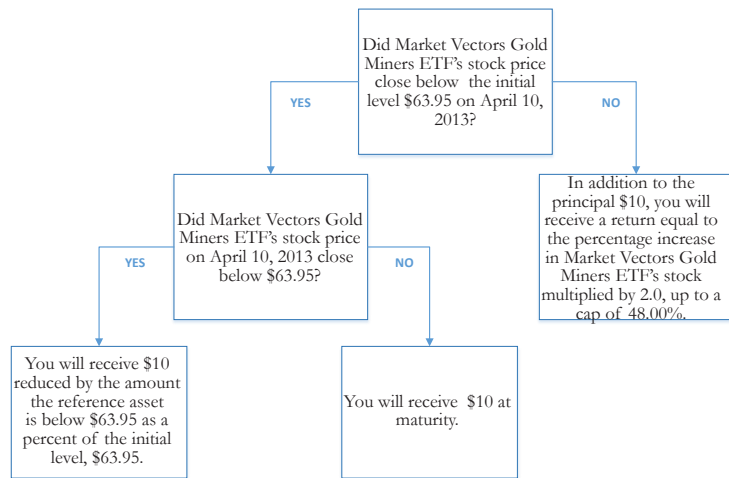 Did Market Vectors Gold
Miners ETF's stock price
close below the initial
level $63.95 on April 10,
2013?
YES
NO
Did Market Vectors Gold
Miners ETF's stock price
on April 10, 2013 close
below $63.95?
In addition to the
principal $10, you will
receive a return equal to
the percentage increase
in Market Vectors Gold
Miners ETF's stock
multiplied by 2.0, up to a
cap of 48.00%.
YES
NO
You will receive $10
reduced by the amount
the reference asset
is below $63.95 as a
percent of the initial
level, $63.95.
You will receive $10 at
maturity.